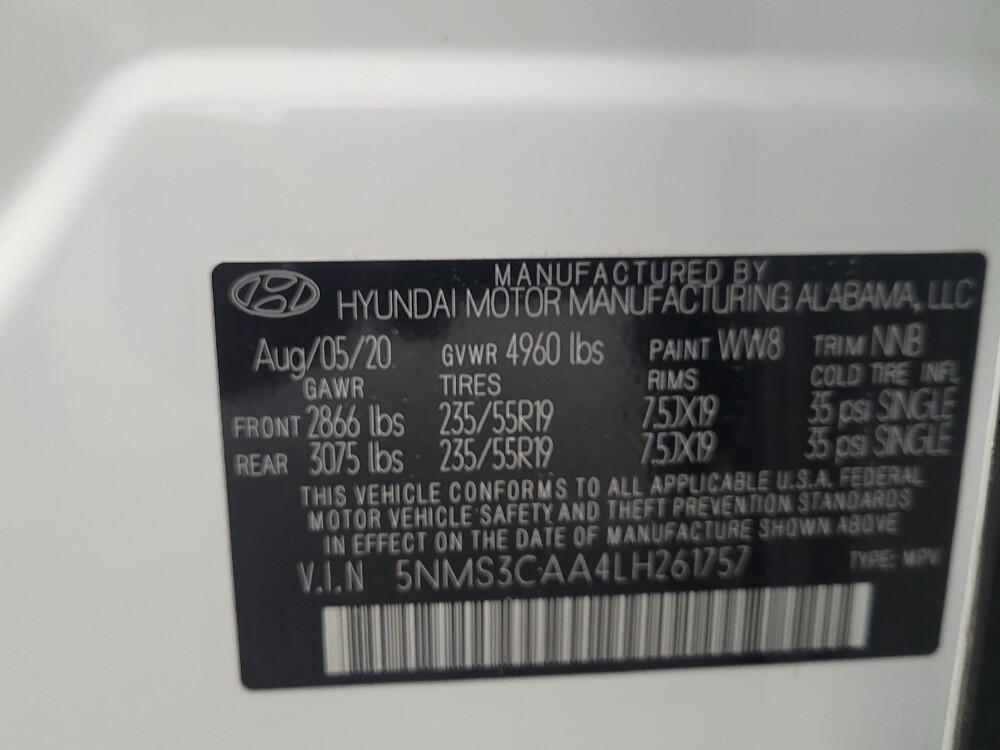 MANUFACTURED BY
HYUNDAI MOTOR MANUFACTURING ALABAMA, LLC
Aug/05/20 GVWR 4960 lbs PAINT WW8 TRIM NNB
GAWR TIRES RIMS COLD TIRE INFL
FRONT 2866 lbs 235/55R19 7.5JX19 35 psi SINGLE
REAR 3075 lbs 235/55R19 7.5JX19 35 psi SINGLE
THIS VEHICLE CONFORMS TO ALL APPLICABLE U.S.A. FEDERAL
MOTOR VEHICLE SAFETY AND THEFT PREVENTION STANDARDS
IN EFFECT ON THE DATE OF MANUFACTURE SHOWN ABOVE
V.I.N 5NMS3CAA4LH261757 TYPE: MPV